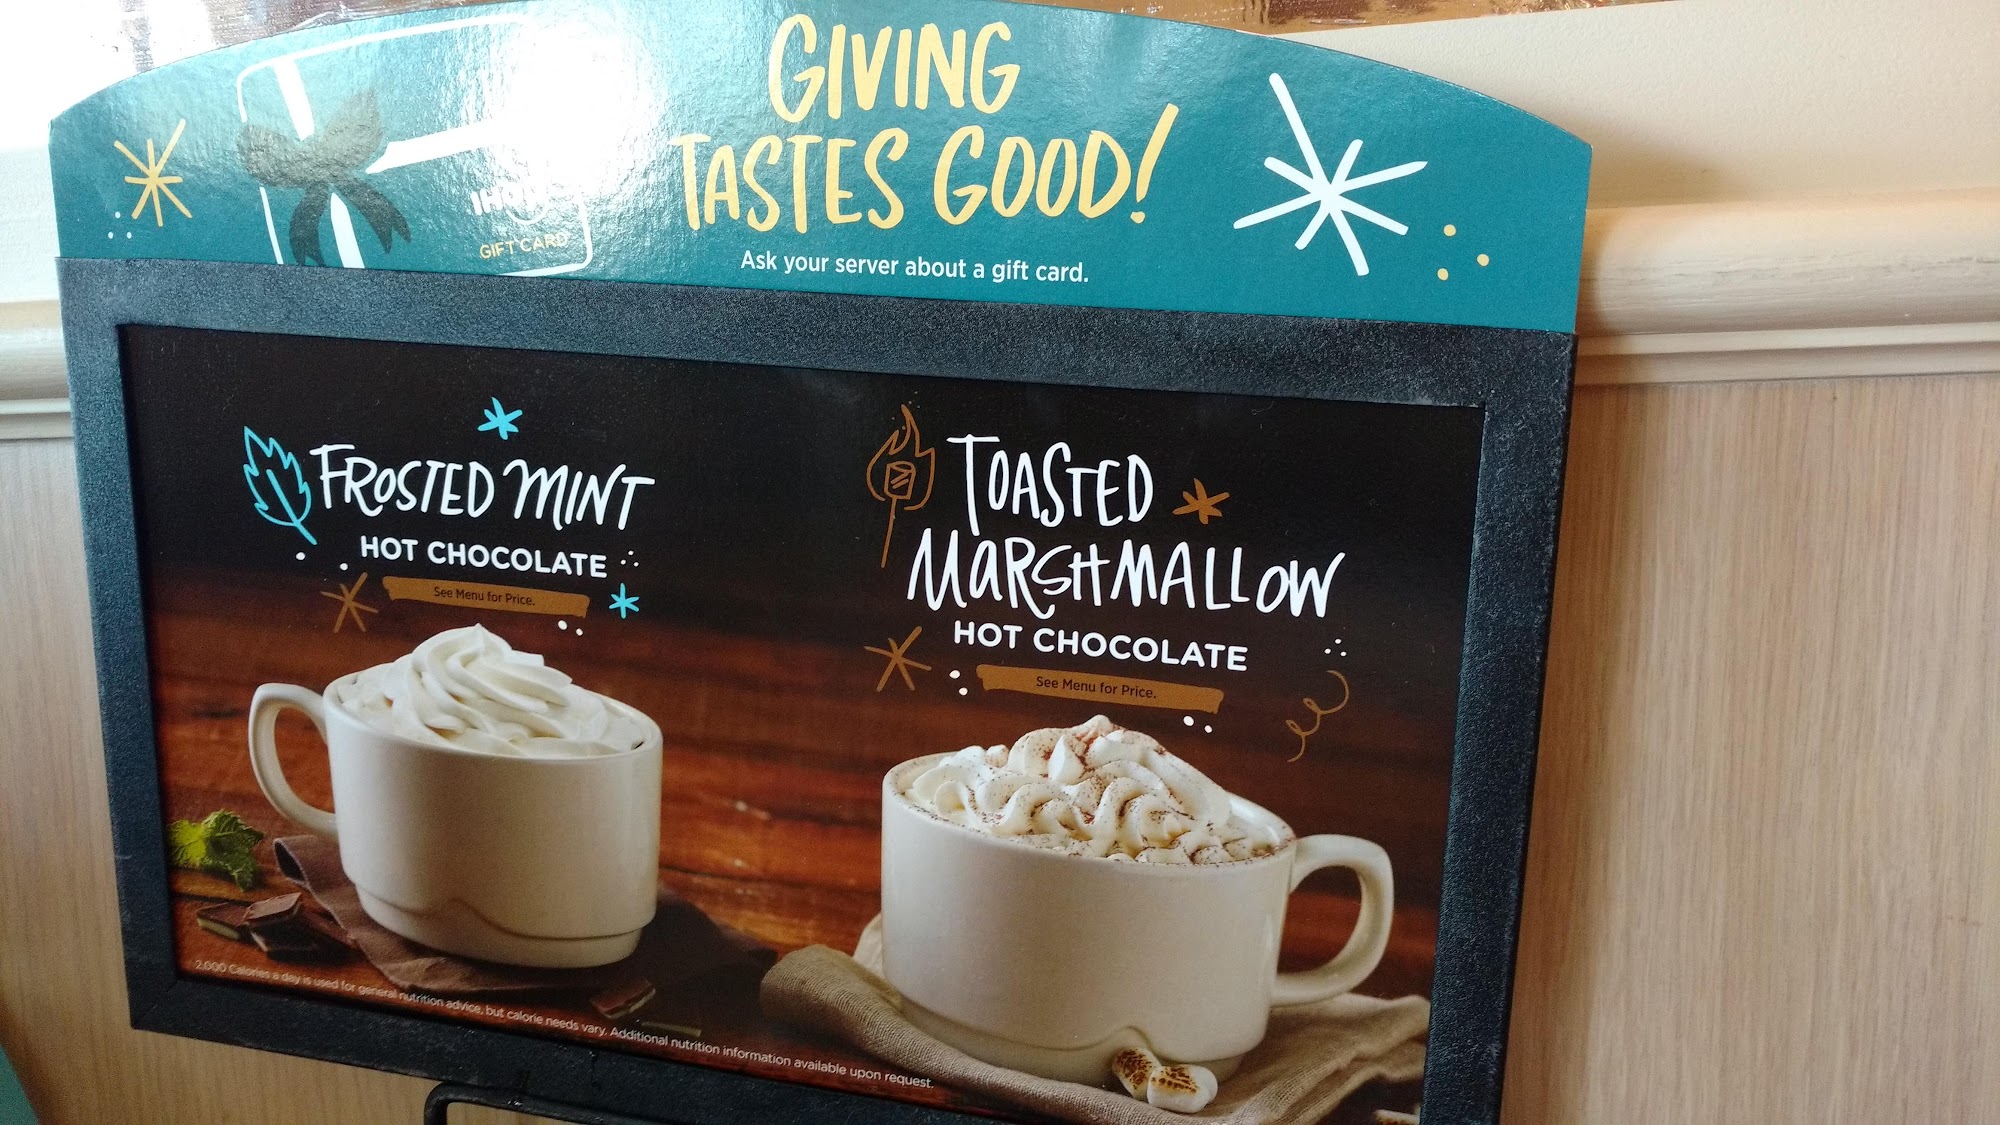 GIVING
TASTES GOOD!
Ask your server about a gift card.
GIFT CARD
FROSTED MINT
HOT CHOCOLATE
See Menu for Price.
TOASTED
MARSHMALLOW
HOT CHOCOLATE
See Menu for Price.
2,000 Calories a day is used for general nutrition advice, but calorie needs vary. Additional nutrition information available upon request.